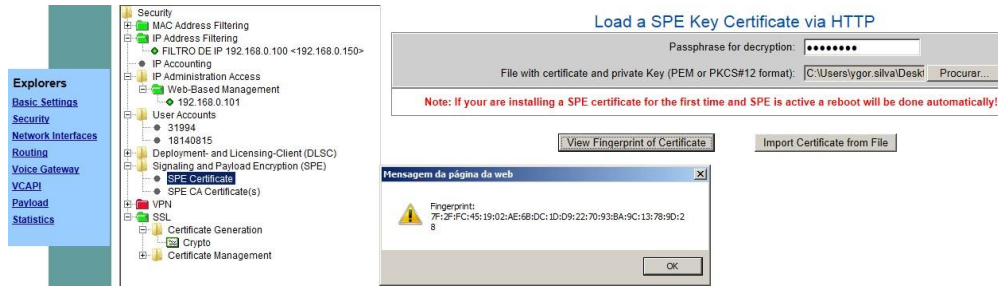 Explorers
Basic Settings
Security
Network Interfaces
Routing
Voice Gateway
VCAPI
Payload
Statistics
Security
MAC Address Filtering
IP Address Filtering
FILTRO DE IP 192.168.0.100 <192.168.0.150>
IP Accounting
IP Administration Access
Web-Based Management
192.168.0.101
User Accounts
31994
18140815
Deployment- and Licensing-Client (DLSC)
Signaling and Payload Encryption (SPE)
SPE Certificate
SPE CA Certificate(s)
VPN
SSL
Certificate Generation
Crypto
Certificate Management
Load a SPE Key Certificate via HTTP
Passphrase for decryption: ●●●●●●●●
File with certificate and private Key (PEM or PKCS#12 format): C:\Users\ygor.silva\Deskt Procurar...
Note: If your are installing a SPE certificate for the first time and SPE is active a reboot will be done automatically!
View Fingerprint of Certificate Import Certificate from File
Mensagem da página da web
Fingerprint:
7F:2F:FC:45:19:02:AE:6B:DC:1D:D9:22:70:93:BA:9C:13:78:9D:2
8
OK